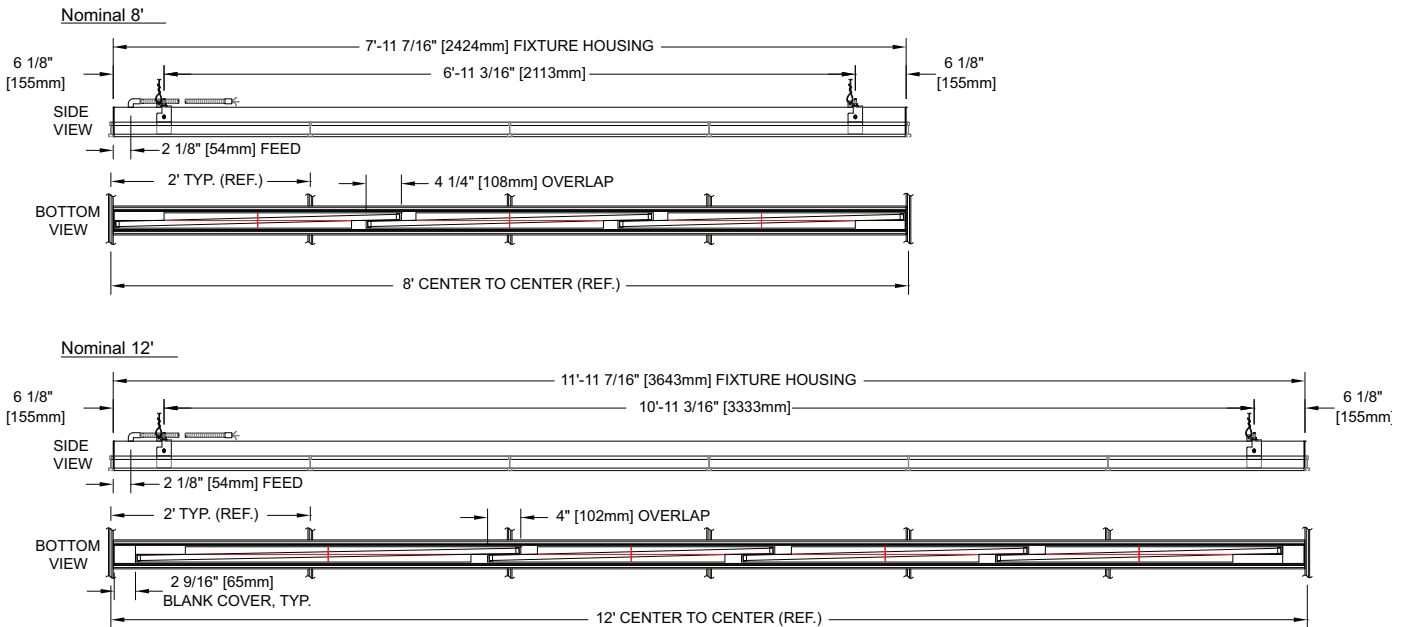 Nominal 8'
7'-11 7/16" [2424mm] FIXTURE HOUSING
6 1/8"
[155mm]
6'-11 3/16" [2113mm]
6 1/8"
[155mm]
SIDE
VIEW
2 1/8" [54mm] FEED
2' TYP. (REF.)
4 1/4" [108mm] OVERLAP
BOTTOM
VIEW
8' CENTER TO CENTER (REF.)
Nominal 12'
11'-11 7/16" [3643mm] FIXTURE HOUSING
6 1/8"
[155mm]
10'-11 3/16" [3333mm]
6 1/8"
[155mm]
SIDE
VIEW
2 1/8" [54mm] FEED
2' TYP. (REF.)
4" [102mm] OVERLAP
BOTTOM
VIEW
2 9/16" [65mm]
BLANK COVER, TYP.
12' CENTER TO CENTER (REF.)